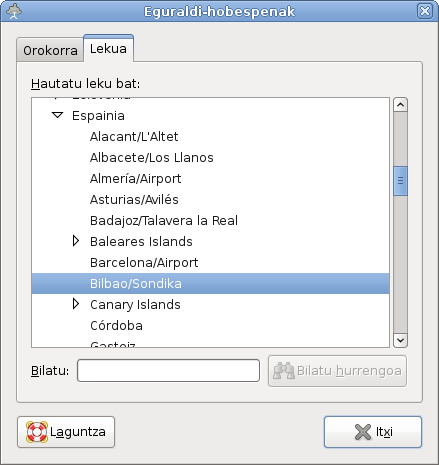 Eguraldi-hobespenak
Orokorra
Lekua
Hautatu leku bat:
Espainia
Alacant/L'Altet
Albacete/Los Llanos
Almería/Airport
Asturias/Avilés
Badajoz/Talavera la Real
Baleares Islands
Barcelona/Airport
Bilbao/Sondika
Canary Islands
Córdoba
Gasteiz
Bilatu:
Bilatu hurrengoa
Laguntza
Itxi